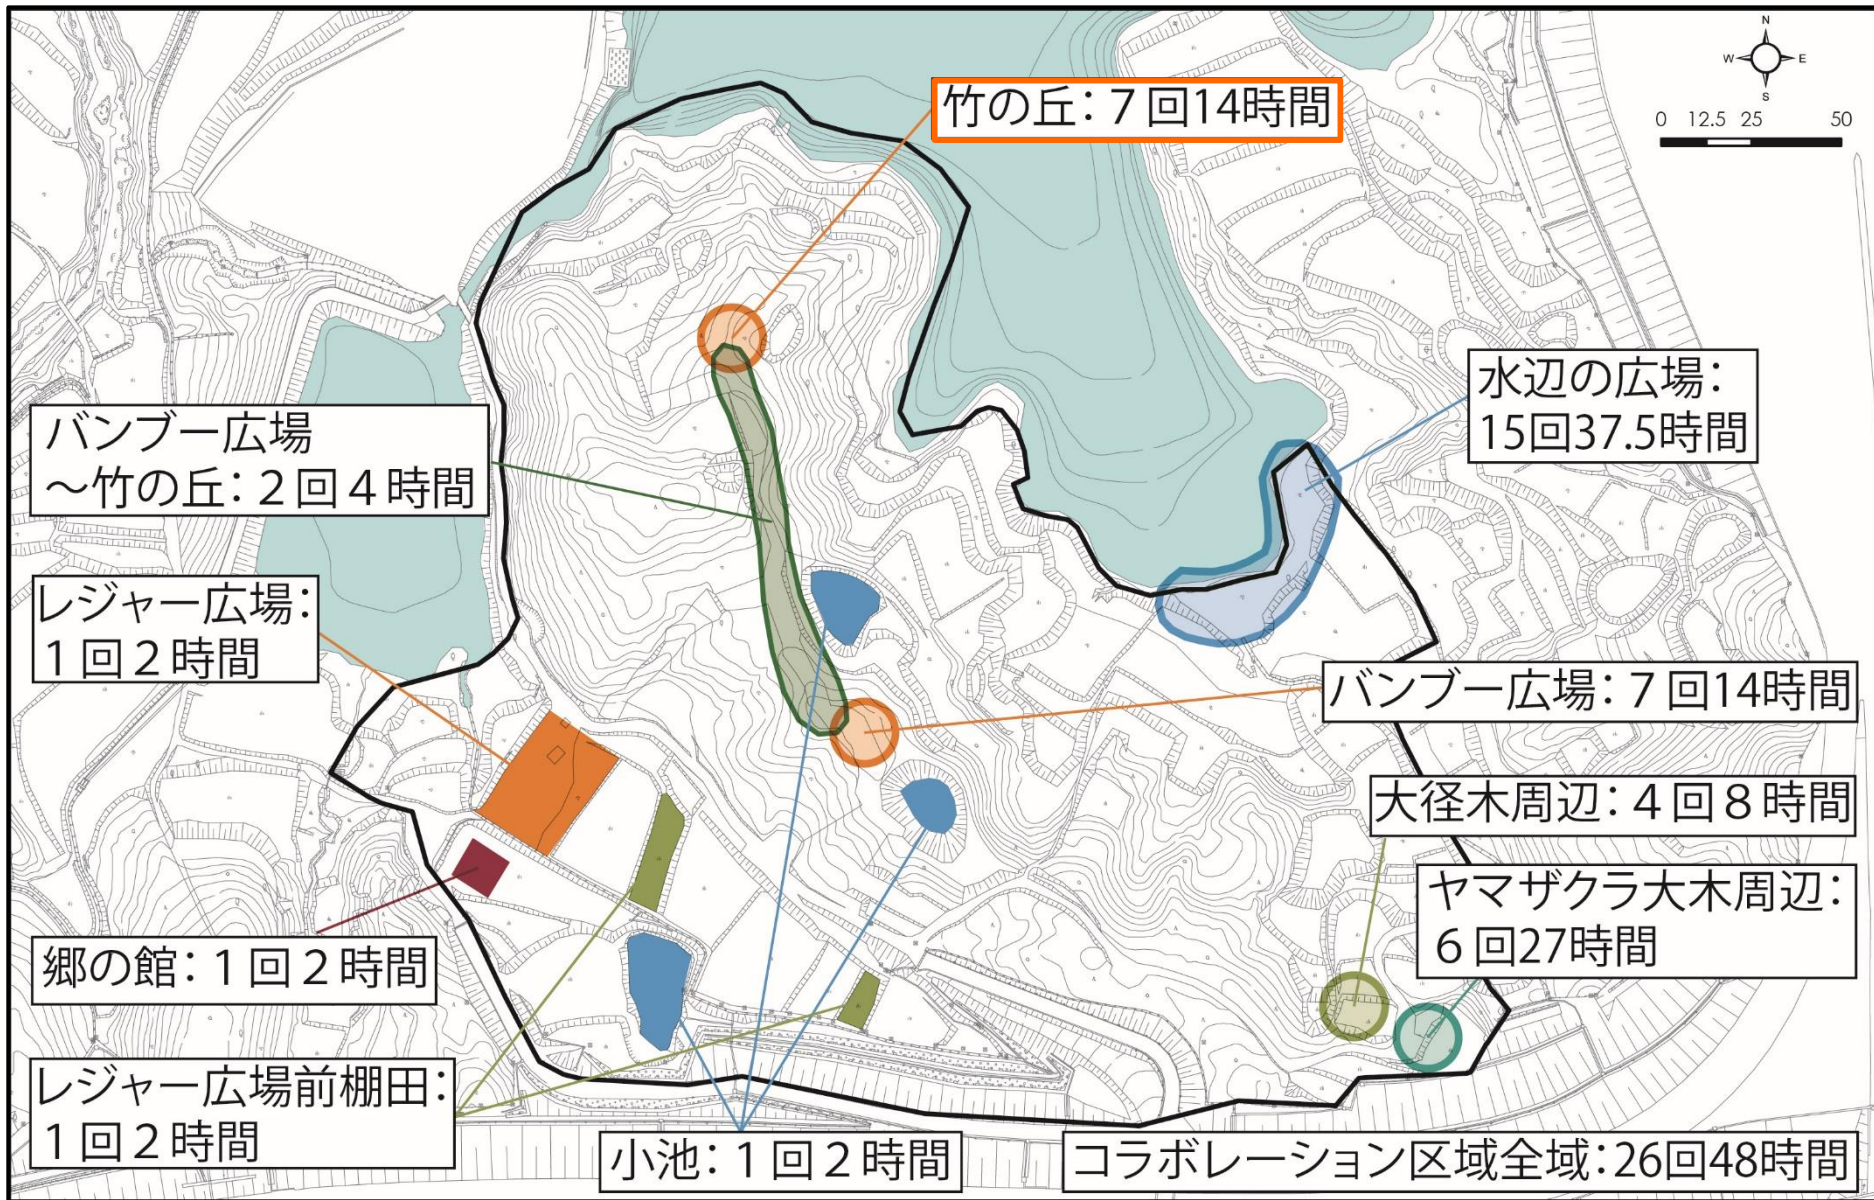 N
W E
S
0 12.5 25 50
竹の丘：７回14時間
水辺の広場：
15回37.5時間
バンブー広場
～竹の丘：２回４時間
レジャー広場：
１回２時間
バンブー広場：７回14時間
大径木周辺：４回８時間
ヤマザクラ大木周辺：
６回27時間
郷の館：１回２時間
レジャー広場前棚田：
１回２時間
小池：１回２時間
コラボレーション区域全域：26回48時間